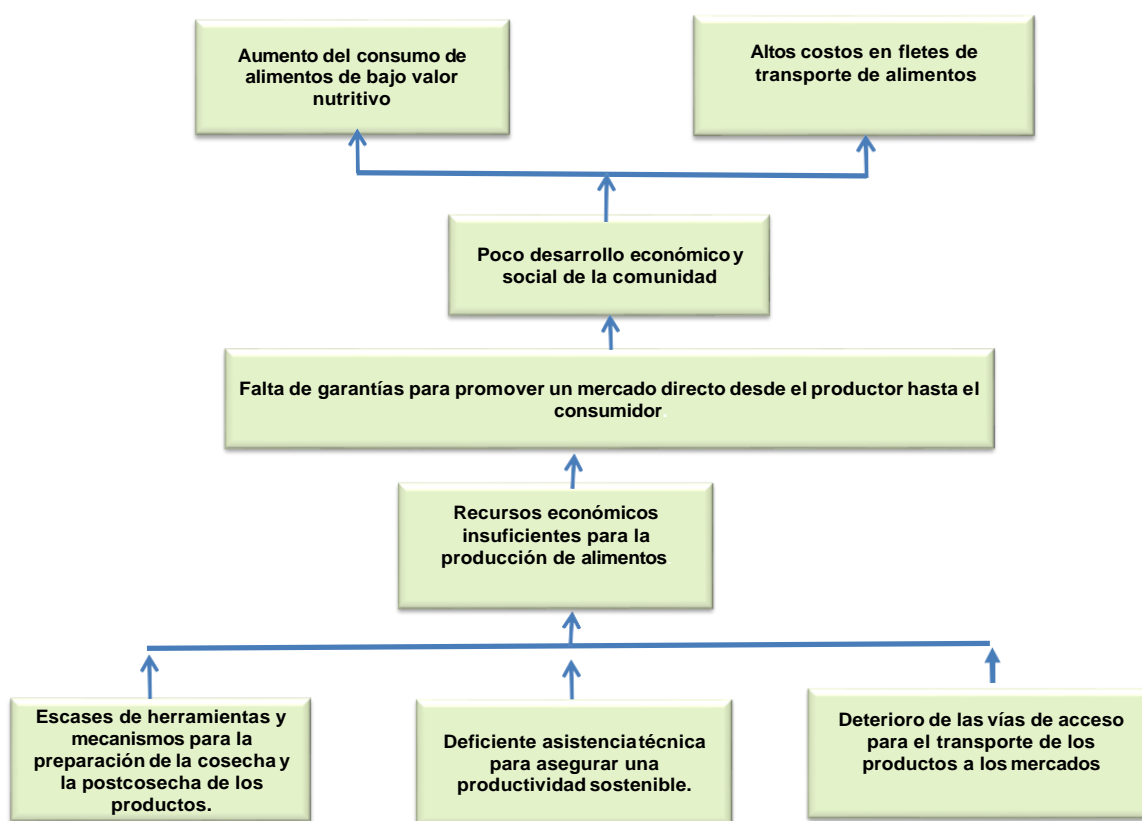 Aumento del consumo de
alimentos de bajo valor
nutritivo
Altos costos en fletes de
transporte de alimentos
Poco desarrollo económico y
social de la comunidad
Falta de garantías para promover un mercado directo desde el productor hasta el
consumidor.
Recursos económicos
insuficientes para la
producción de alimentos
Escases de herramientas y
mecanismos para la
preparación de la cosecha y
la postcosecha de los
productos.
Deficiente asistencia técnica
para asegurar una
productividad sostenible.
Deterioro de las vías de acceso
para el transporte de los
productos a los mercados